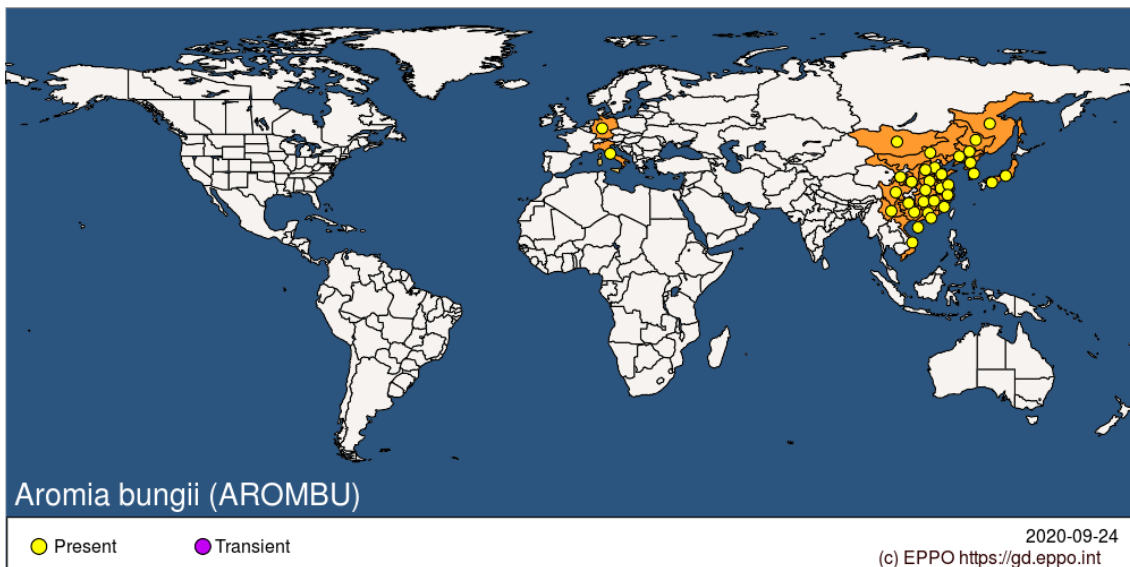 Aromia bungii (AROMBU)
Present
Transient
2020-09-24
(c) EPPO https://gd.eppo.int